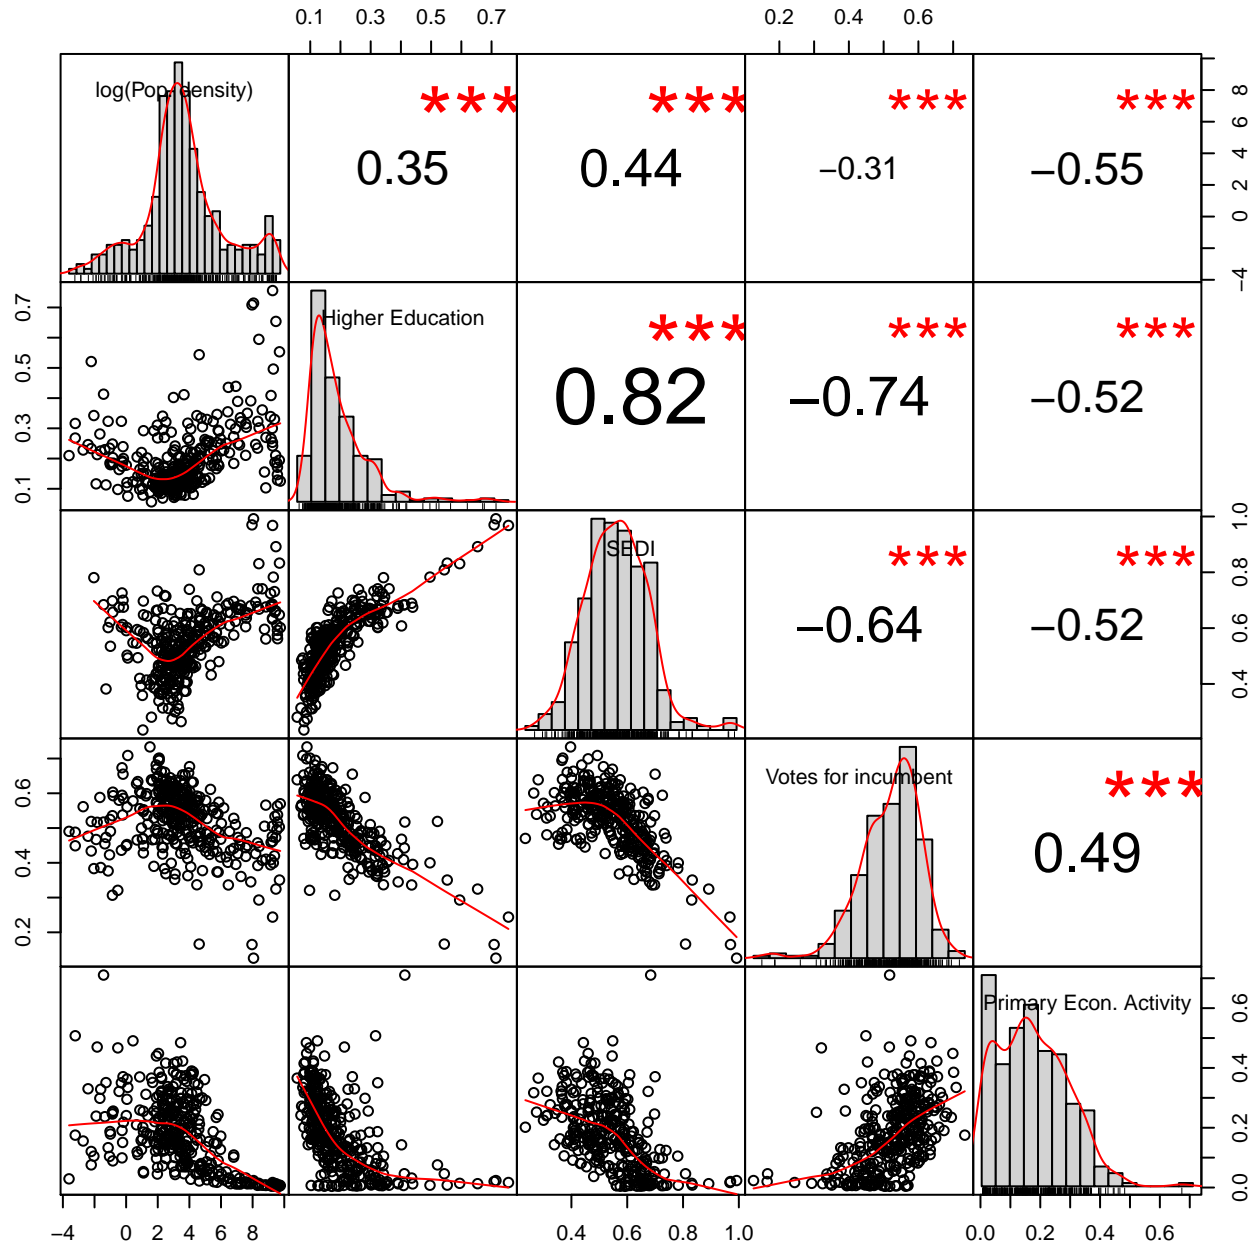 0.1 0.3 0.5 0.7 0.2 0.4 0.6
log(Pop. density) *** 0.35 *** 0.44 *** −0.31 *** −0.55 −4 0 2 4 6 8
0.1 0.3 0.5 0.7 Higher Education *** 0.82 *** −0.74 *** −0.52
SEDI *** −0.64 *** −0.52 0.4 0.6 0.8 1.0
0.2 0.4 0.6 Votes for incumbent *** 0.49
Primary Econ. Activity 0.0 0.2 0.4 0.6
−4 0 2 4 6 8 0.4 0.6 0.8 1.0 0.0 0.2 0.4 0.6